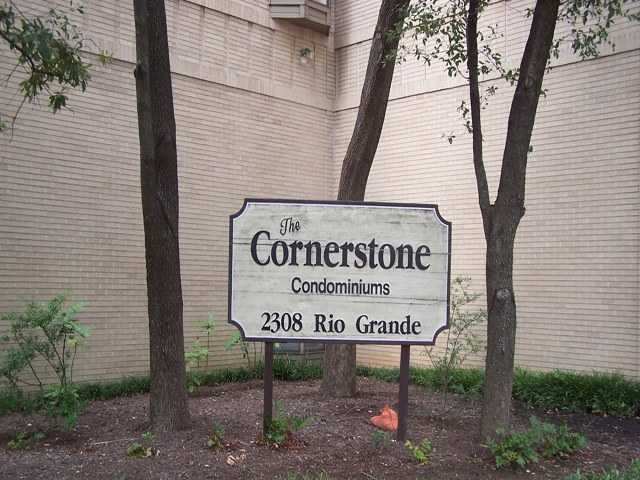 The
Cornerstone
Condominiums
2308 Rio Grande